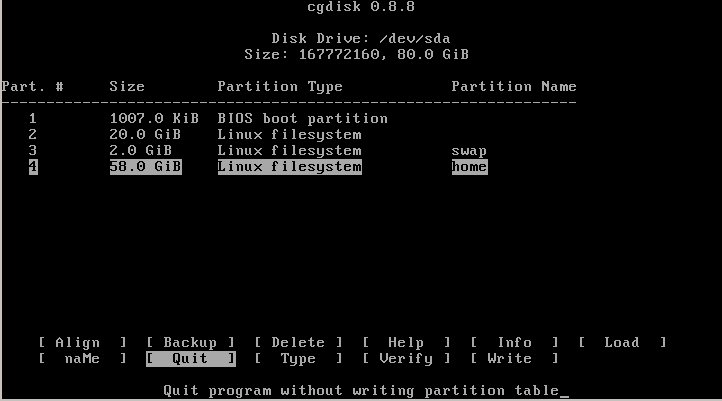 cgdisk 0.8.8
Disk Drive: /dev/sda
Size: 167772160, 80.0 GiB
Part. # Size Partition Type Partition Name
----------------------------------------------------------------
1 1007.0 KiB BIOS boot partition
2 20.0 GiB Linux filesystem
3 2.0 GiB Linux filesystem swap
4 58.0 GiB Linux filesystem home
[ Align ] [ Backup ] [ Delete ] [ Help ] [ Info ] [ Load ]
[ naMe ] [ Quit ] [ Type ] [ Verify ] [ Write ]
Quit program without writing partition table_